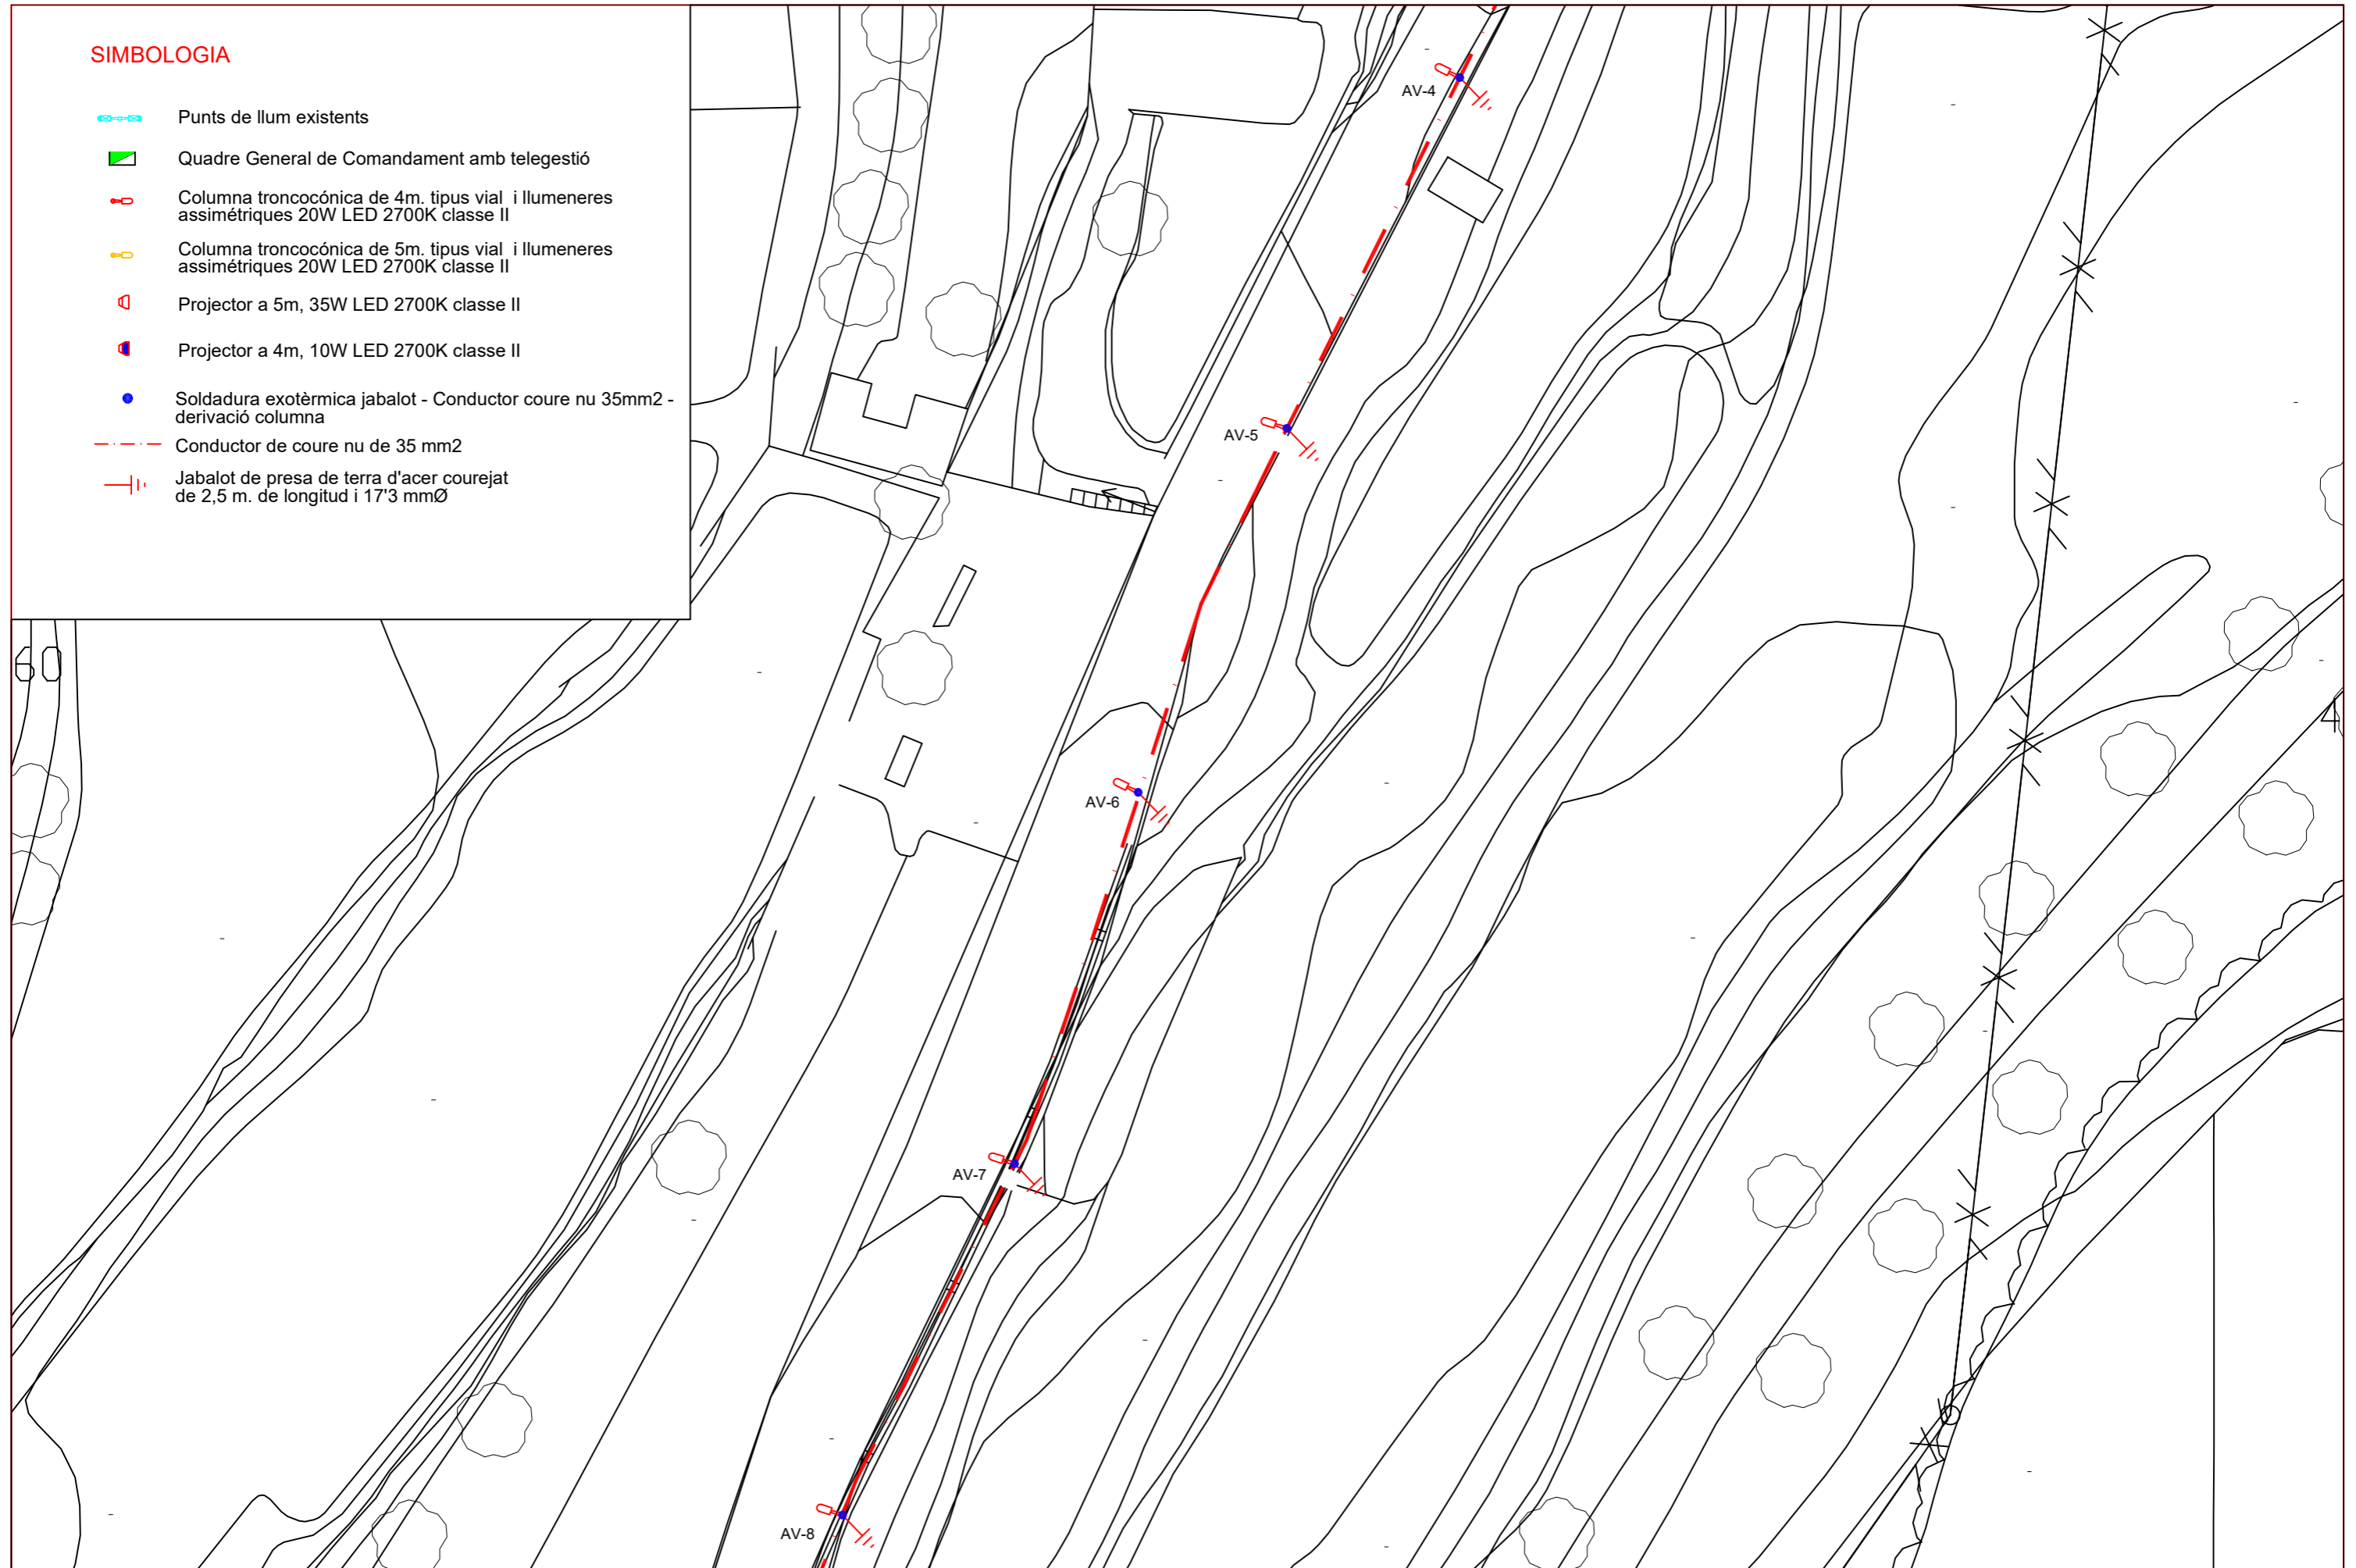 SIMBOLOGIA
Punts de llum existents
Quadre General de Comandament amb telegestió
Columna troncocónica de 4m. tipus vial i llumeneres
assimétriques 20W LED 2700K classe II
Columna troncocónica de 5m. tipus vial i llumeneres
assimétriques 20W LED 2700K classe II
Projector a 5m, 35W LED 2700K classe II
Projector a 4m, 10W LED 2700K classe II
Soldadura exotèrmica jabalot - Conductor coure nu 35mm2 -
derivació columna
Conductor de coure nu de 35 mm2
Jabalot de presa de terra d'acer courejat
de 2,5 m. de longitud i 17'3 mmØ
AV-4
AV-5
AV-6
AV-7
AV-8
4